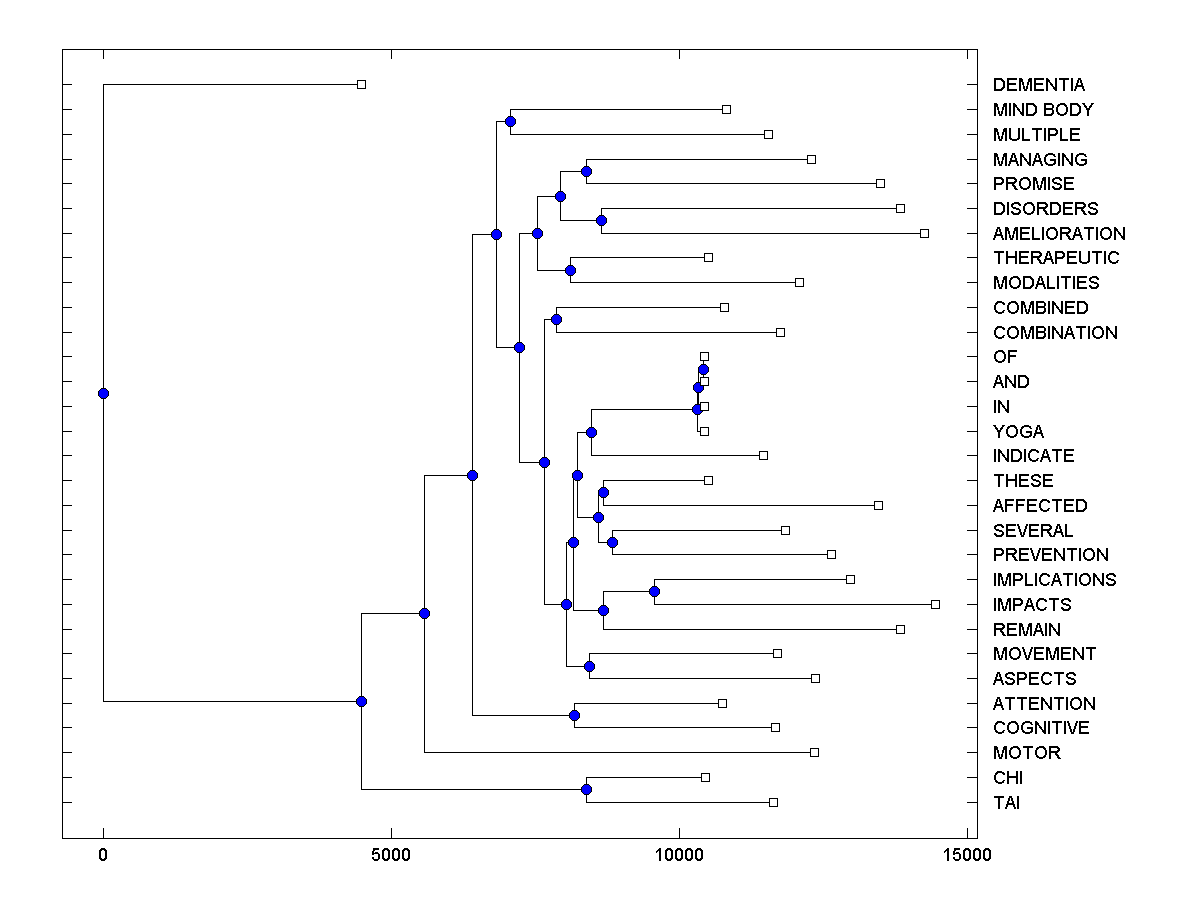 DEMENTIA
MIND BODY
MULTIPLE
MANAGING
PROMISE
DISORDERS
AMELIORATION
THERAPEUTIC
MODALITIES
COMBINED
COMBINATION
OF
AND
IN
YOGA
INDICATE
THESE
AFFECTED
SEVERAL
PREVENTION
IMPLICATIONS
IMPACTS
REMAIN
MOVEMENT
ASPECTS
ATTENTION
COGNITIVE
MOTOR
CHI
TAI
0 5000 10000 15000